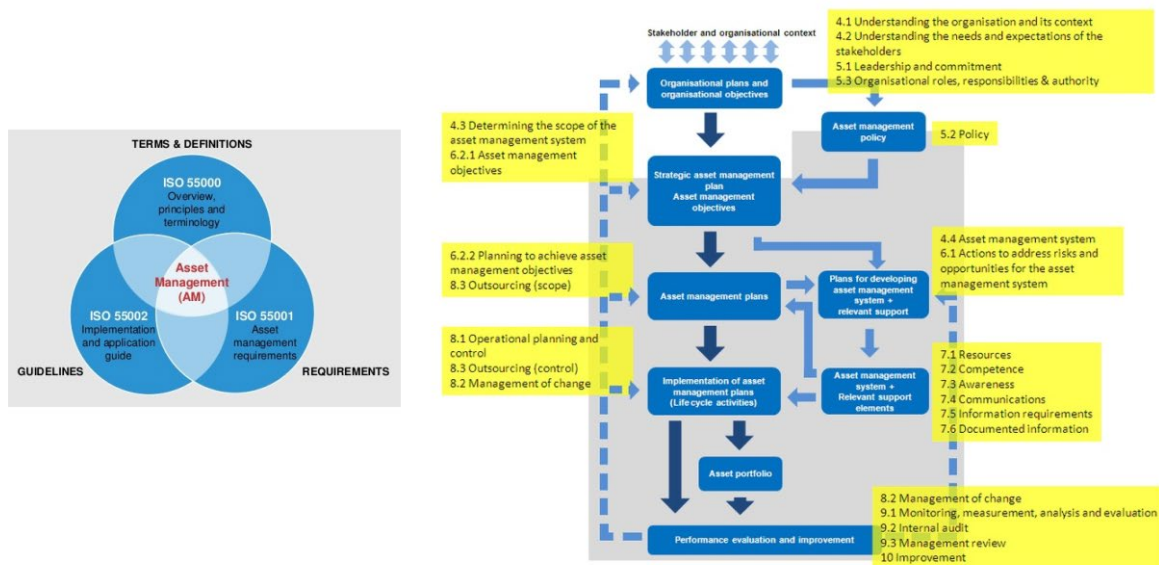 TERMS & DEFINITIONS
ISO 55000
Overview,
principles and
terminology
Asset
Management
(AM)
ISO 55002
Implementation
and application
guide
ISO 55001
Asset
management
requirements
GUIDELINES
REQUIREMENTS
Stakeholder and organisational context
4.1 Understanding the organisation and its context
4.2 Understanding the needs and expectations of the
stakeholders
5.1 Leadership and commitment
5.3 Organisational roles, responsibilities & authority
Organisational plans and
organisational objectives
Asset management
policy
5.2 Policy
4.3 Determining the scope of the
asset management system
6.2.1 Asset management
objectives
Strategic asset management
plan
Asset management
objectives
4.4 Asset management system
6.1 Actions to address risks and
opportunities for the asset
management system
6.2.2 Planning to achieve asset
management objectives
8.3 Outsourcing (scope)
Asset management plans
Plans for developing
asset management
system +
relevant support
8.1 Operational planning and
control
8.3 Outsourcing (control)
8.2 Management of change
Implementation of asset
management plans
(Life-cycle activities)
Asset management
system +
Relevant support
elements
7.1 Resources
7.2 Competence
7.3 Awareness
7.4 Communications
7.5 Information requirements
7.6 Documented information
Asset portfolio
Performance evaluation and improvement
8.2 Management of change
9.1 Monitoring, measurement, analysis and evaluation
9.2 Internal audit
9.3 Management review
10 Improvement